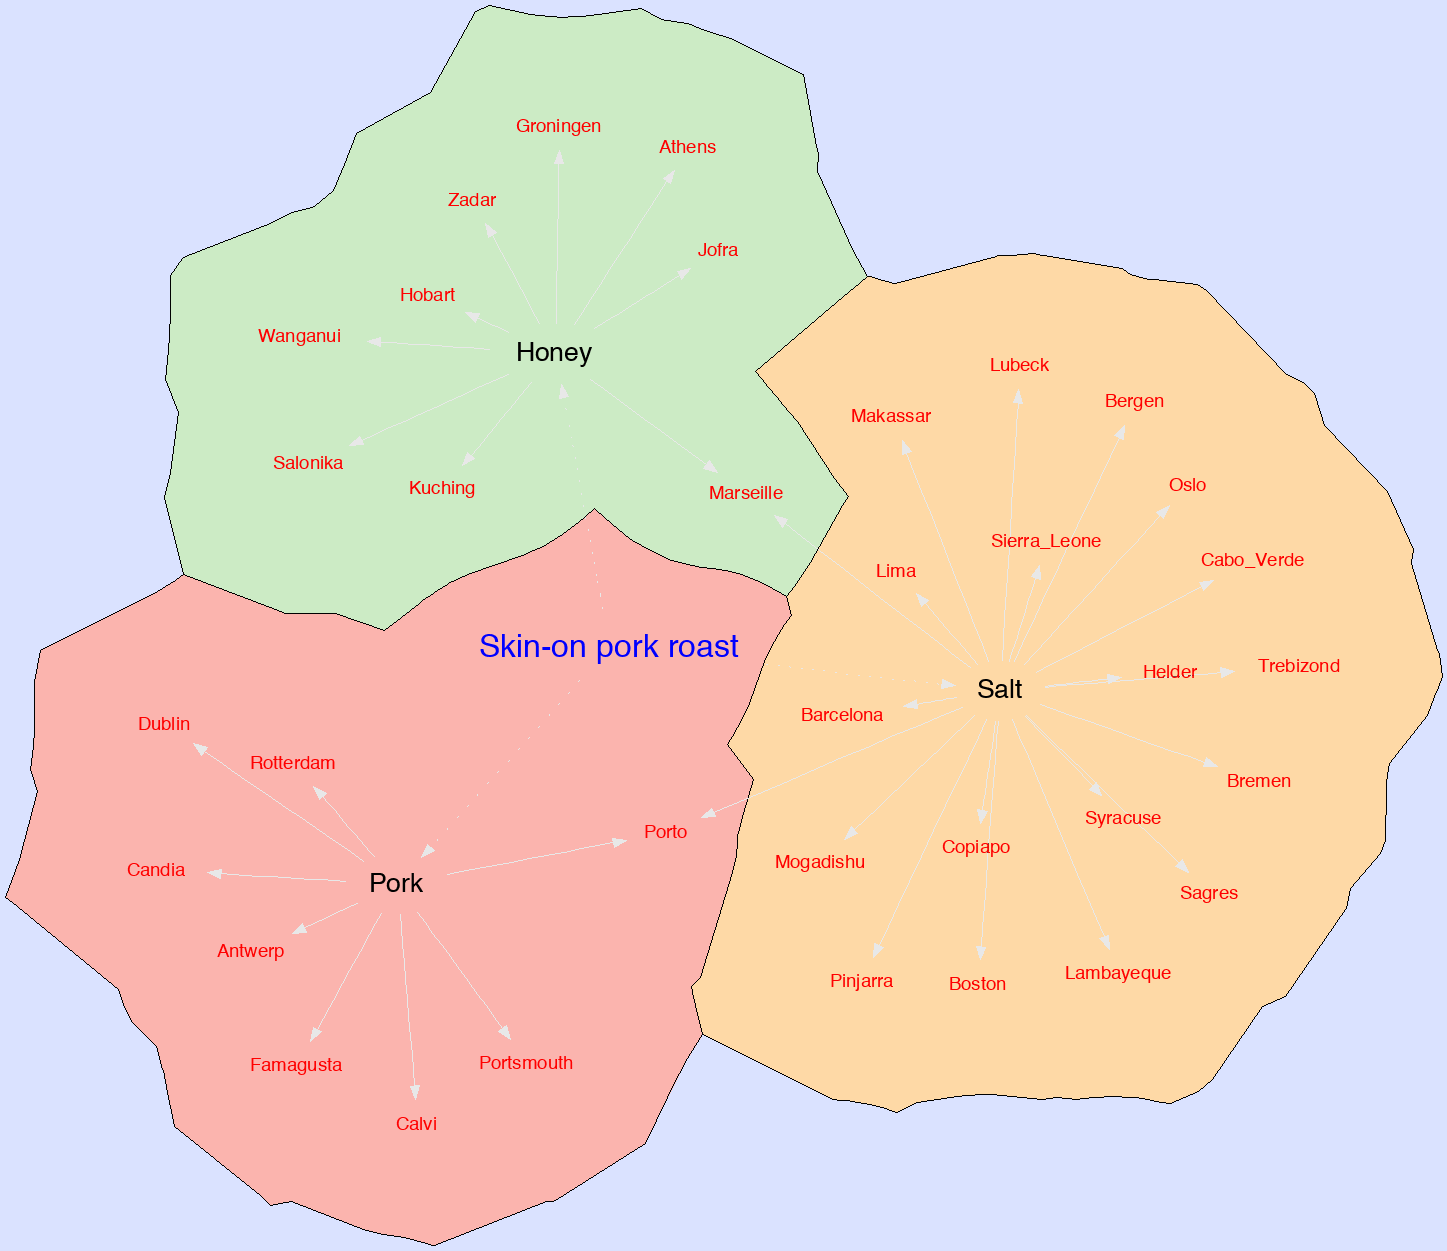 Groningen
Athens
Zadar
Jofra
Hobart
Wanganui
Honey
Salonika
Kuching
Marseille
Lubeck
Makassar
Bergen
Oslo
Sierra_Leone
Lima
Cabo_Verde
Skin-on pork roast
Helder
Trebizond
Salt
Barcelona
Dublin
Rotterdam
Bremen
Syracuse
Porto
Copiapo
Mogadishu
Candia
Pork
Sagres
Antwerp
Lambayeque
Pinjarra
Boston
Famagusta
Portsmouth
Calvi